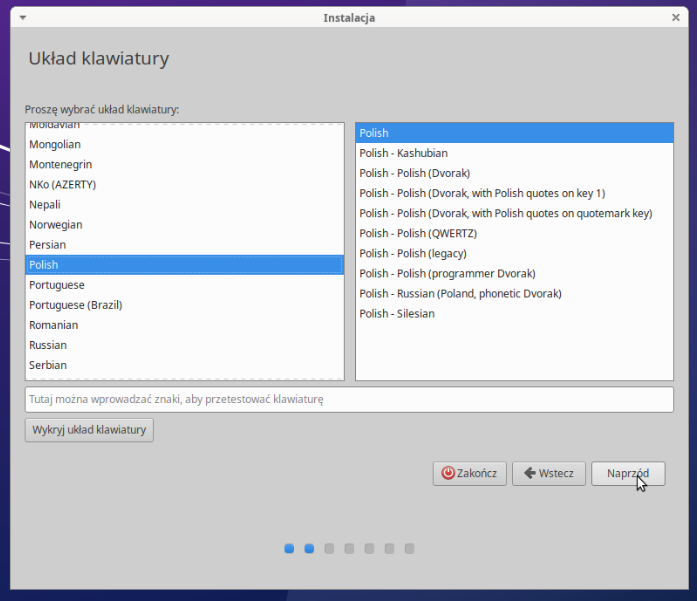 Instalacja
Układ klawiatury
Proszę wybrać układ klawiatury:
Moldavian
Mongolian
Montenegrin
NKo (AZERTY)
Nepali
Norwegian
Persian
Polish
Portuguese
Portuguese (Brazil)
Romanian
Russian
Serbian
Polish
Polish - Kashubian
Polish - Polish (Dvorak)
Polish - Polish (Dvorak, with Polish quotes on key 1)
Polish - Polish (Dvorak, with Polish quotes on quotemark key)
Polish - Polish (QWERTZ)
Polish - Polish (legacy)
Polish - Polish (programmer Dvorak)
Polish - Russian (Poland, phonetic Dvorak)
Polish - Silesian
Tutaj można wprowadzać znaki, aby przetestować klawiaturę
Wykryj układ klawiatury
Zakończ
Wstecz
Naprzód